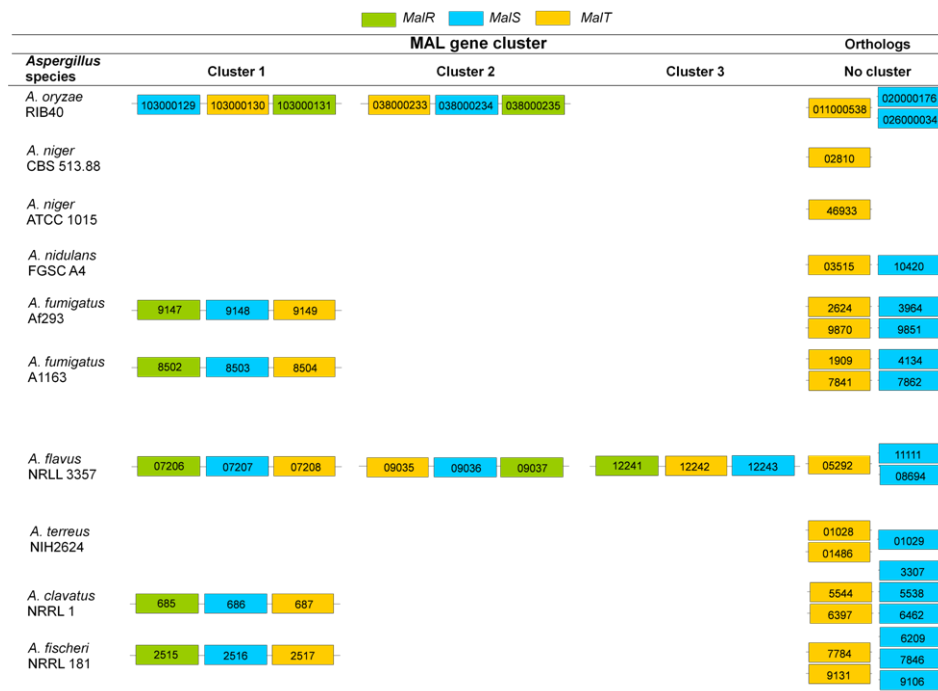 MalR MalS MalT
MAL gene cluster Orthologs
Aspergillus
species Cluster 1 Cluster 2 Cluster 3 No cluster
A. oryzae
RIB40 103000129 103000130 103000131 038000233 038000234 038000235 011000538 020000176
026000034
A. niger
CBS 513.88 02810
A. niger
ATCC 1015 46933
A. nidulans
FGSC A4 03515 10420
A. fumigatus
Af293 9147 9148 9149 2624 3964
9870 9851
A. fumigatus
A1163 8502 8503 8504 1909 4134
7841 7862
A. flavus
NRLL 3357 07206 07207 07208 09035 09036 09037 12241 12242 12243 05292 11111
08694
A. terreus
NIH2624 01028 01029
01486
3307
A. clavatus
NRRL 1 685 686 687 5544 5538
6397 6462
6209
A. fischeri
NRRL 181 2515 2516 2517 7784 7846
9131 9106